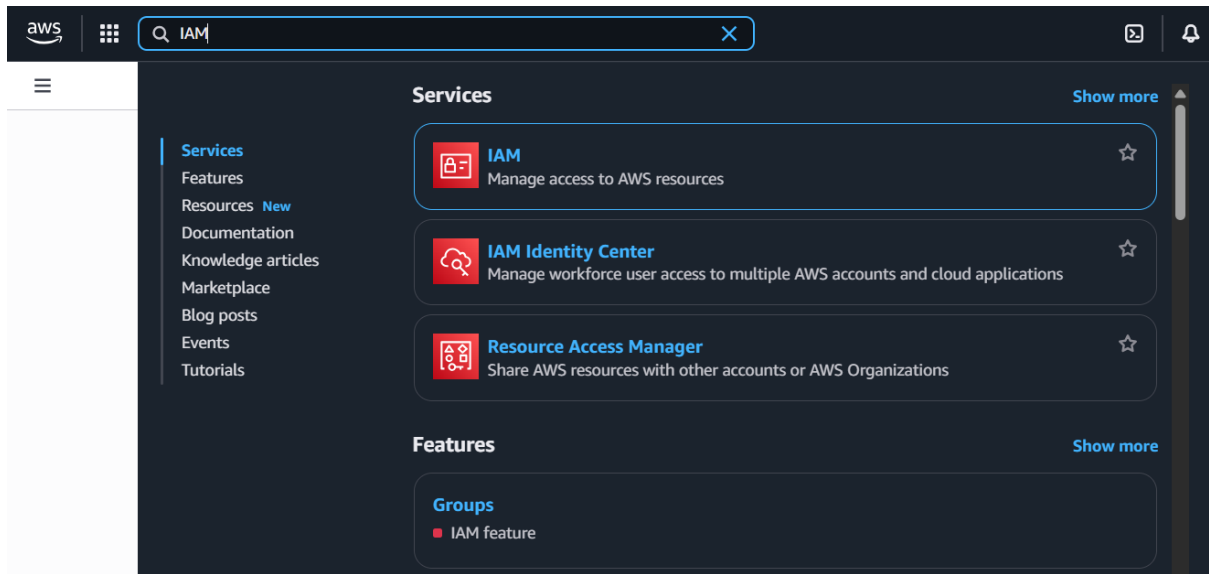 aws
IAM
Services
Features
Resources New
Documentation
Knowledge articles
Marketplace
Blog posts
Events
Tutorials
Services
Show more
IAM
Manage access to AWS resources
IAM Identity Center
Manage workforce user access to multiple AWS accounts and cloud applications
Resource Access Manager
Share AWS resources with other accounts or AWS Organizations
Features
Show more
Groups
IAM feature